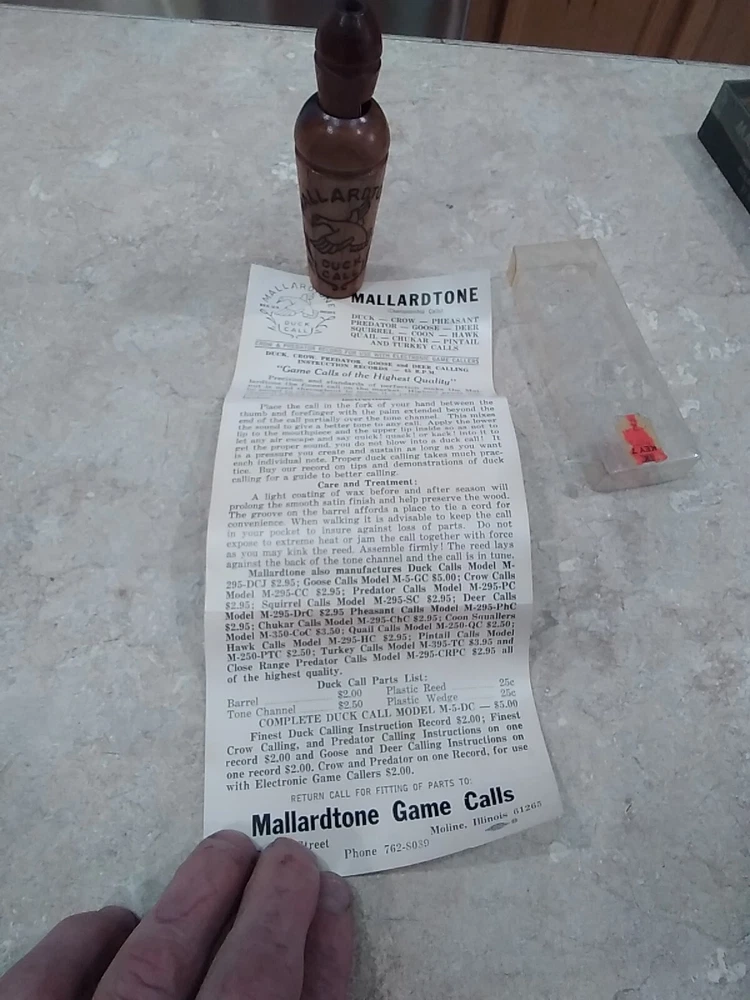 MALLARDTONE
DUCK
CALL
MALLARDTONE
DUCK
CALL
MALLARDTONE
DUCK — CROW — PHEASANT
PREDATOR — GOOSE — DEER
SQUIRREL — COON — HAWK
QUAIL — CHUKAR — PINTAIL
AND TURKEY CALLS
CROW & PREDATOR RECORD FOR USE WITH ELECTRONIC GAME CALLERS
DUCK, CROW, PREDATOR, GOOSE and DEER CALLING
INSTRUCTION RECORDS — 45 R.P.M.
"Game Calls of the Highest Quality"
Place the call in the fork of your hand between the
thumb and forefinger with the palm extended beyond the
end of the call partially over the tone channel. This mixes
the sound to give a better tone to any call. Apply the lower
lip to the mouthpiece and the upper lip inside so as not to
let any air escape and say quick! quack! or kack! into it to
get the proper sound, you do not blow into a duck call! It
is a pressure you create and sustain as long as you want
each individual note. Proper duck calling takes much prac-
tice. Buy our record on tips and demonstrations of duck
calling for a guide to better calling.
Care and Treatment:
A light coating of wax before and after season will
prolong the smooth satin finish and help preserve the wood.
The groove on the barrel affords a place to tie a cord for
convenience. When walking it is advisable to keep the call
in your pocket to insure against loss of parts. Do not
expose to extreme heat or jam the call together with force
as you may kink the reed. Assemble firmly! The reed lays
against the back of the tone channel and the call is in tune.
Mallardtone also manufactures Duck Calls Model M-
295-DCJ $2.95; Goose Calls Model M-5-GC $5.00; Crow Calls
Model M-295-CC $2.95; Predator Calls Model M-295-PC
$2.95; Squirrel Calls Model M-295-SC $2.95; Deer Calls
Model M-295-DrC $2.95 Pheasant Calls Model M-295-PhC
$2.95; Chukar Calls Model M-295-ChC $2.95; Coon Squallers
Model M-350-CoC $3.50; Quail Calls Model M-250-QC $2.50;
Hawk Calls Model M-295-HC $2.95; Pintail Calls Model
M-250-PTC $2.50; Turkey Calls Model M-395-TC $3.95 and
Close Range Predator Calls Model M-295-CRPC $2.95 all
of the highest quality.
Duck Call Parts List:
Barrel $2.00 Plastic Reed 25c
Tone Channel $2.50 Plastic Wedge 25c
COMPLETE DUCK CALL MODEL M-5-DC — $5.00
Finest Duck Calling Instruction Record $2.00; Finest
Crow Calling, and Predator Calling Instructions on one
record $2.00 and Goose and Deer Calling Instructions on
one record $2.00. Crow and Predator on one Record, for use
with Electronic Game Callers $2.00.
RETURN CALL FOR FITTING OF PARTS TO:
Mallardtone Game Calls
Street Phone 762-8039 Moline, Illinois 61265